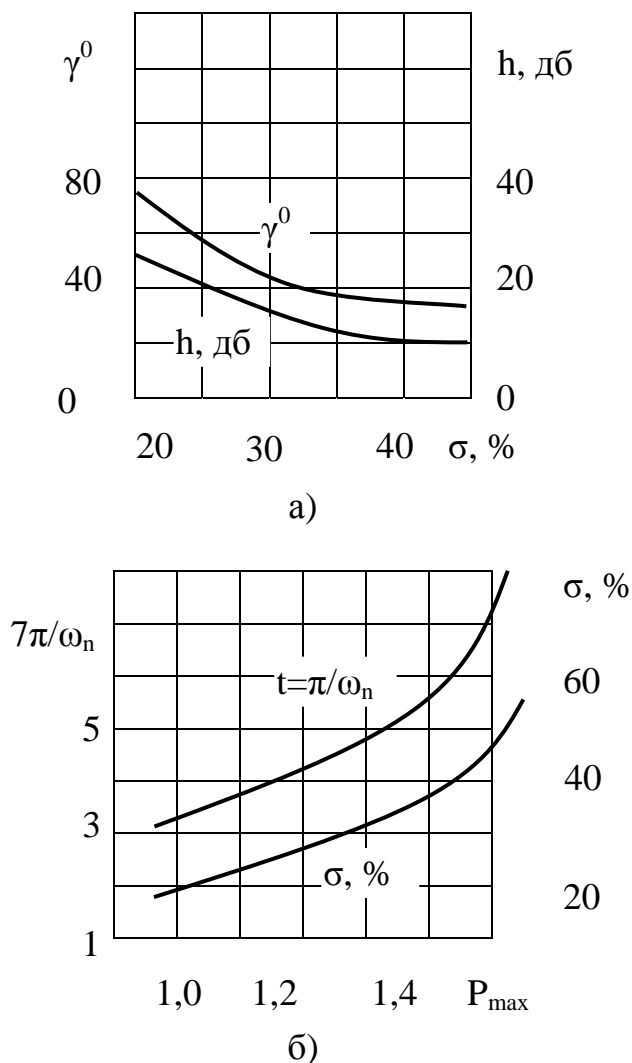 γ⁰ h, дб
80 40
γ⁰
40 20
h, дб
0 0
20 30 40 σ, %
а)
σ, %
7π/ωₙ
t=π/ωₙ 60
5
3 40
σ, % 20
1
1,0 1,2 1,4 Pmax
б)